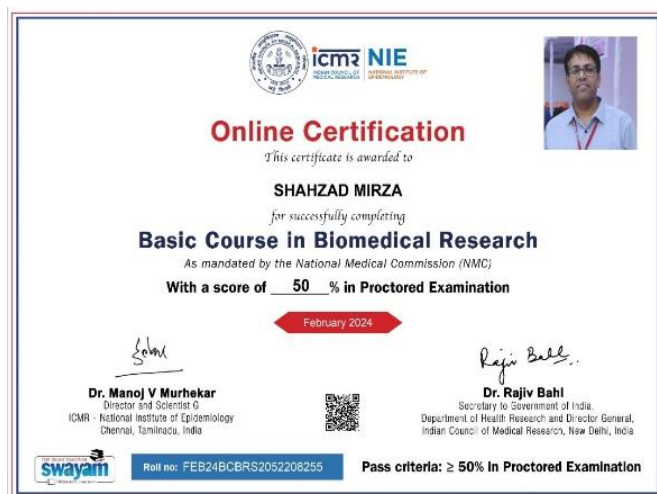 icmr NIE
INDIAN COUNCIL OF
MEDICAL RESEARCH
NATIONAL INSTITUTE OF
EPIDEMIOLOGY
Online Certification
This certificate is awarded to
SHAHZAD MIRZA
for successfully completing
Basic Course in Biomedical Research
As mandated by the National Medical Commission (NMC)
With a score of 50 % in Proctored Examination
February 2024
Rajiv Bahl
Dr. Manoj V Murhekar
Director and Scientist G
ICMR - National Institute of Epidemiology
Chennai, Tamilnadu, India
Dr. Rajiv Bahl
Secretary to Government of India,
Department of Health Research and Director General,
Indian Council of Medical Research, New Delhi, India
swayam
Roll no: FEB24BCBRS2052208255
Pass criteria: ≥ 50% in Proctored Examination